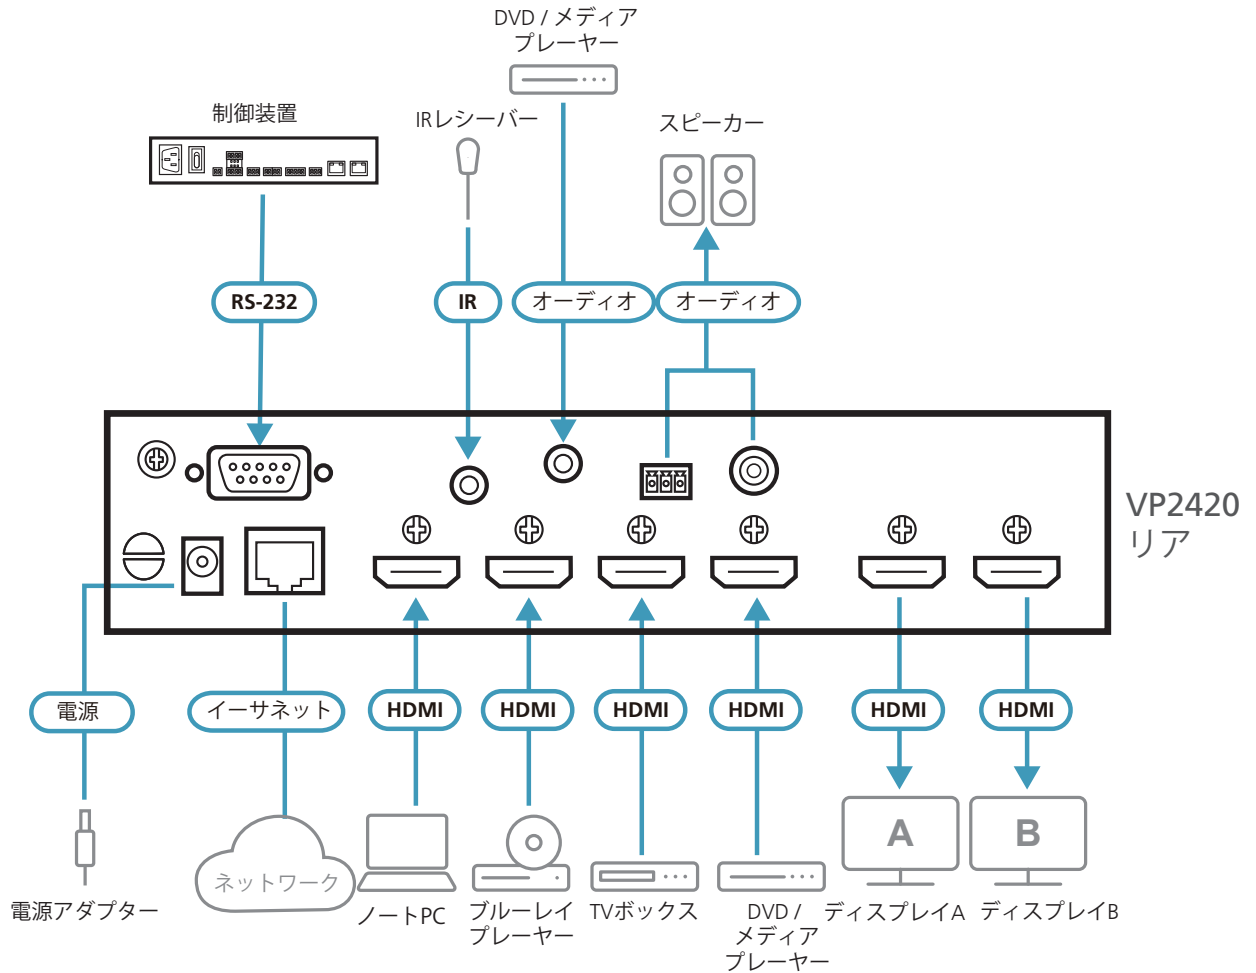 DVD / メディア
プレーヤー
制御装置
IRレシーバー
スピーカー
RS-232
IR
オーディオ
オーディオ
VP2420
リア
電源
イーサネット
HDMI
HDMI
HDMI
HDMI
HDMI
HDMI
A
B
ネットワーク
電源アダプター
ノートPC
ブルーレイ
プレーヤー
TVボックス
DVD /
メディア
プレーヤー
ディスプレイA
ディスプレイB